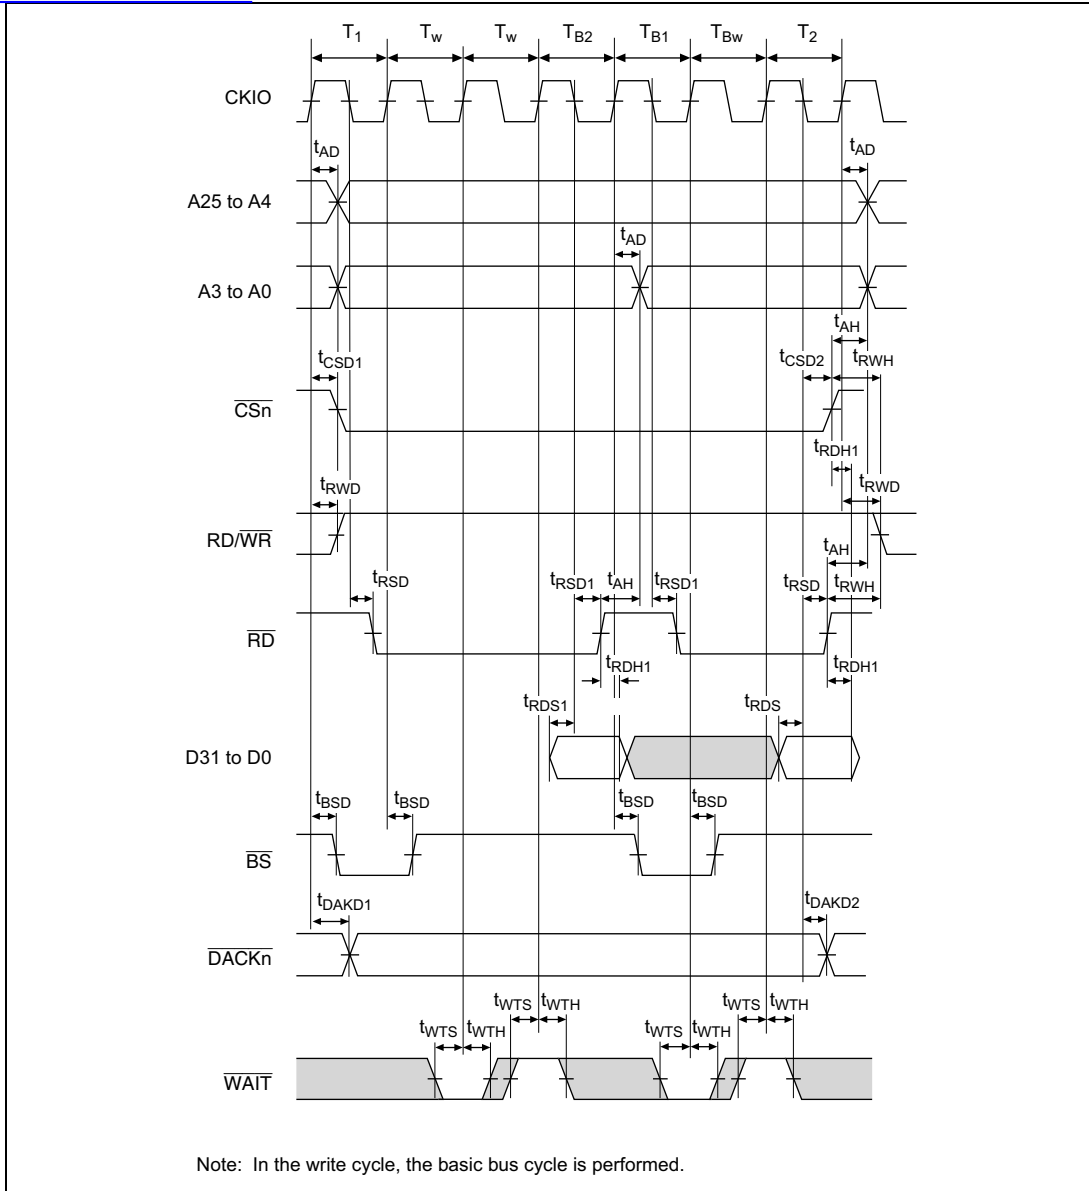 T1 Tw Tw TB2 TB1 TBw T2
CKIO
tAD tAD
A25 to A4
tAD
A3 to A0
tAH
tCSD1 tCSD2 tRWH
CSn
tRDH1
tRWD tRWD
RD/WR
tAH
tRSD tRSD1 tAH tRSD1 tRSD tRWH
RD
tRDH1 tRDH1
tRDS1 tRDS
D31 to D0
tBSD tBSD tBSD tBSD
BS
tDAKD1 tDAKD2
DACKn
tWTS tWTH tWTS tWTH
tWTS tWTH tWTS tWTH
WAIT
Note: In the write cycle, the basic bus cycle is performed.